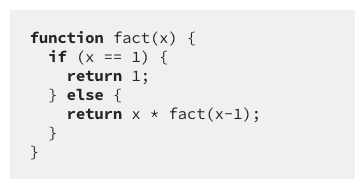 function fact(x) {
  if (x == 1) {
    return 1;
  } else {
    return x * fact(x-1);
  }
}